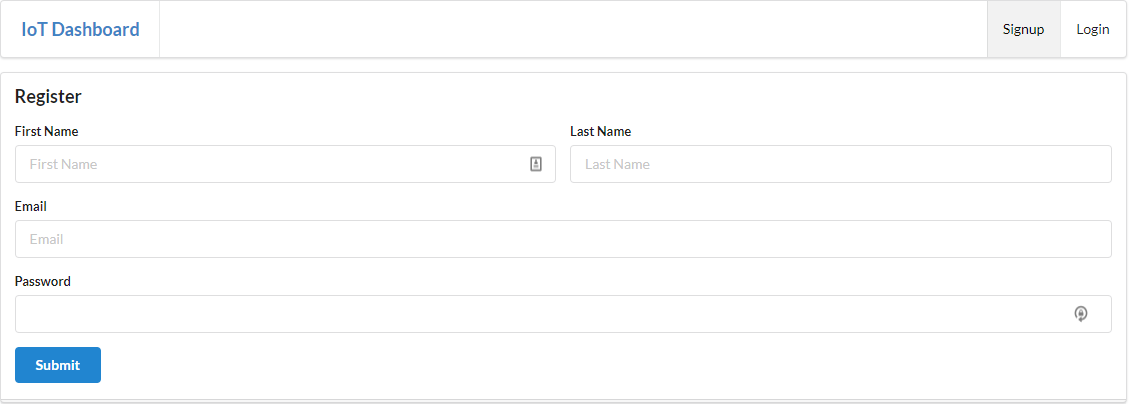 IoT Dashboard Signup Login
Register
First Name Last Name
First Name Last Name
Email
Email
Password
Submit